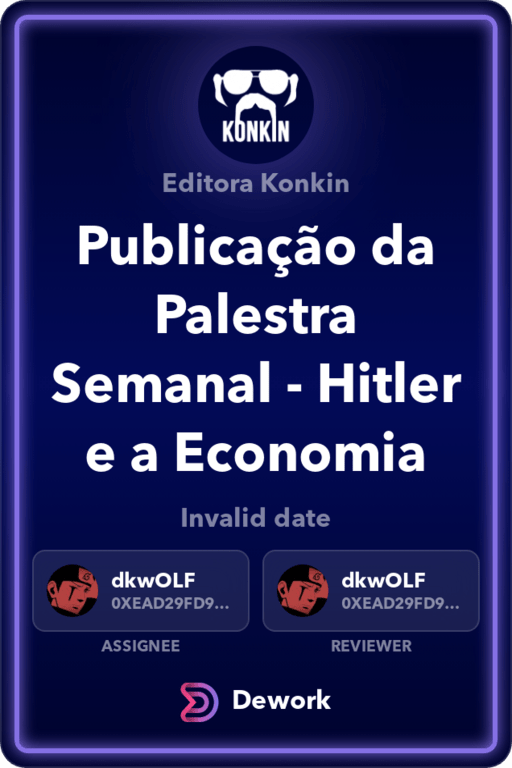 KONKIN
Editora Konkin
Publicação da
Palestra
Semanal - Hitler
e a Economia
Invalid date
dkwOLF
0XEAD29FD9...
ASSIGNEE
dkwOLF
0XEAD29FD9...
REVIEWER
Dework